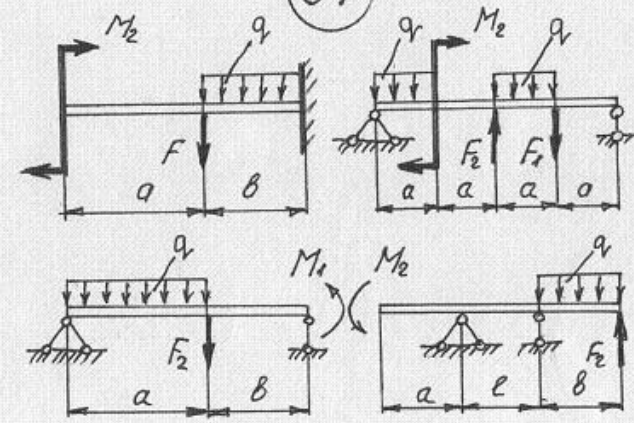 M₂ q
F
a b
q M₂ q
F₂ F₁
a a a a
q
F₂
a b
M₁ M₂
q
F₂
a l b